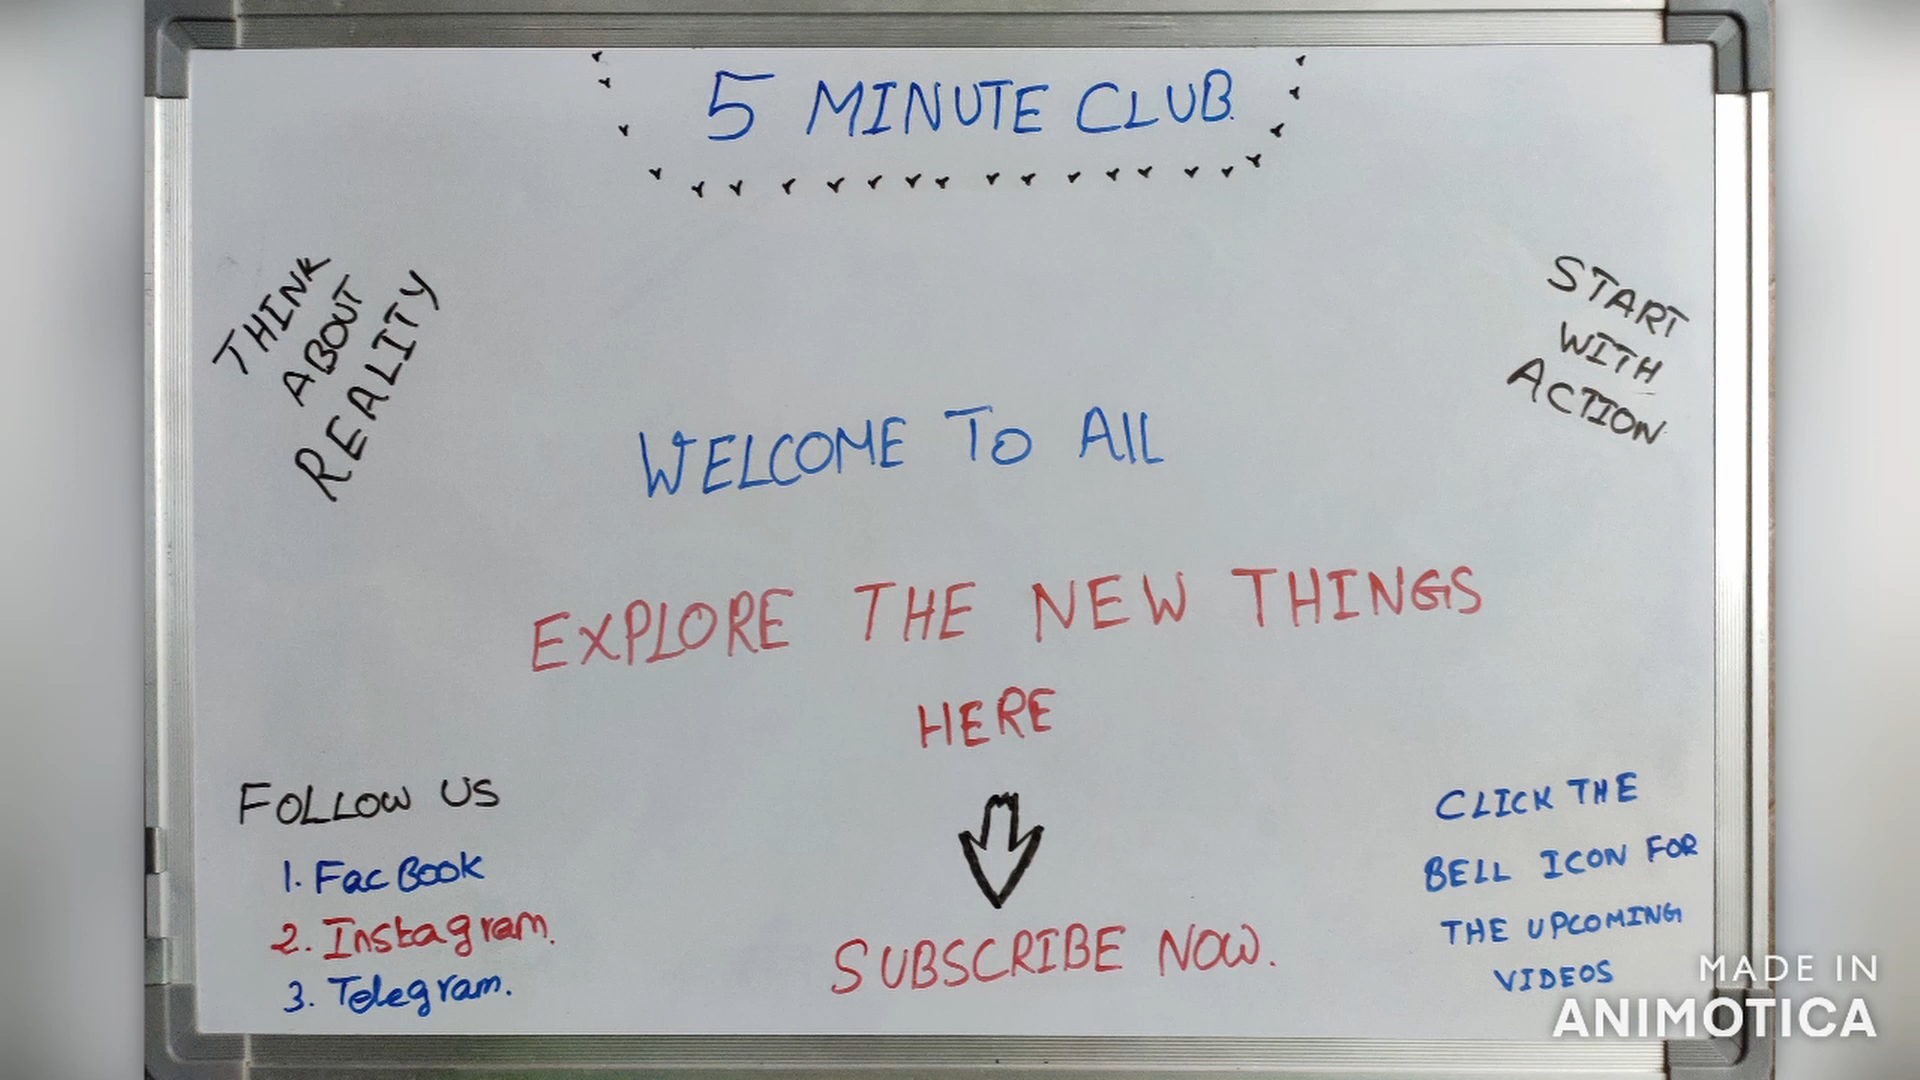 5 MINUTE CLUB.
THINK
ABOUT
REALITY
START
WITH
ACTION
WELCOME TO All
EXPLORE THE NEW THINGS
HERE
FOLLOW US
1. FacBook
2. Instagram.
3. Telegram.
SUBSCRIBE NOW.
CLICK THE
BELL ICON FOR
THE UPCOMING
VIDEOS
MADE IN
ANIMOTICA